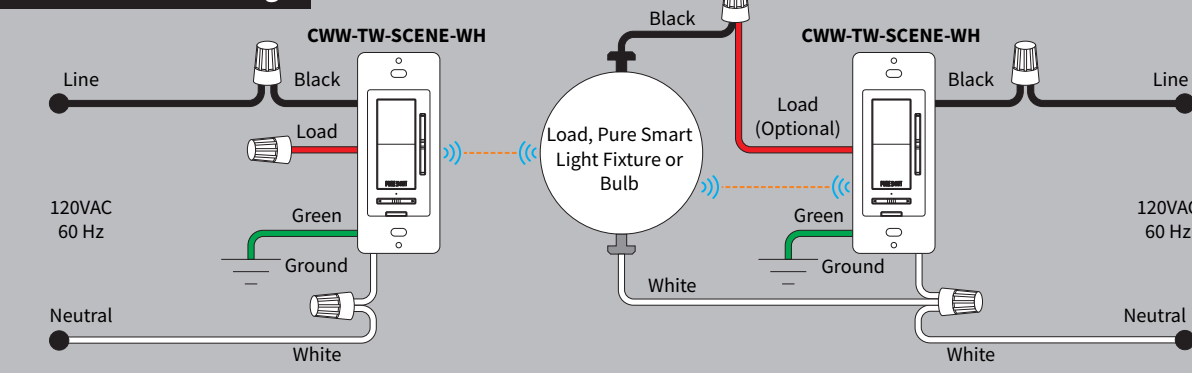 Black
CWW-TW-SCENE-WH
CWW-TW-SCENE-WH
Line
Black
Black
Line
Load
Load
(Optional)
Load, Pure Smart
Light Fixture or
Bulb
120VAC
60 Hz
Green
Green
120VAC
60 Hz
Ground
Ground
White
Neutral
Neutral
White
White